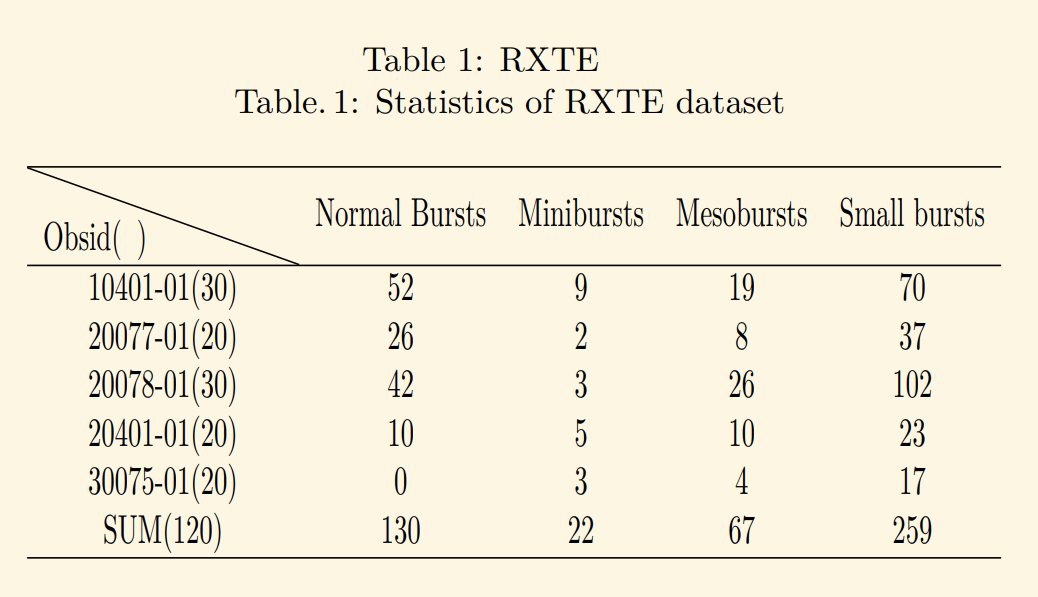 Table 1: RXTE
Table. 1: Statistics of RXTE dataset
Obsid( ) Normal Bursts Minibursts Mesobursts Small bursts
10401-01(30) 52 9 19 70
20077-01(20) 26 2 8 37
20078-01(30) 42 3 26 102
20401-01(20) 10 5 10 23
30075-01(20) 0 3 4 17
SUM(120) 130 22 67 259